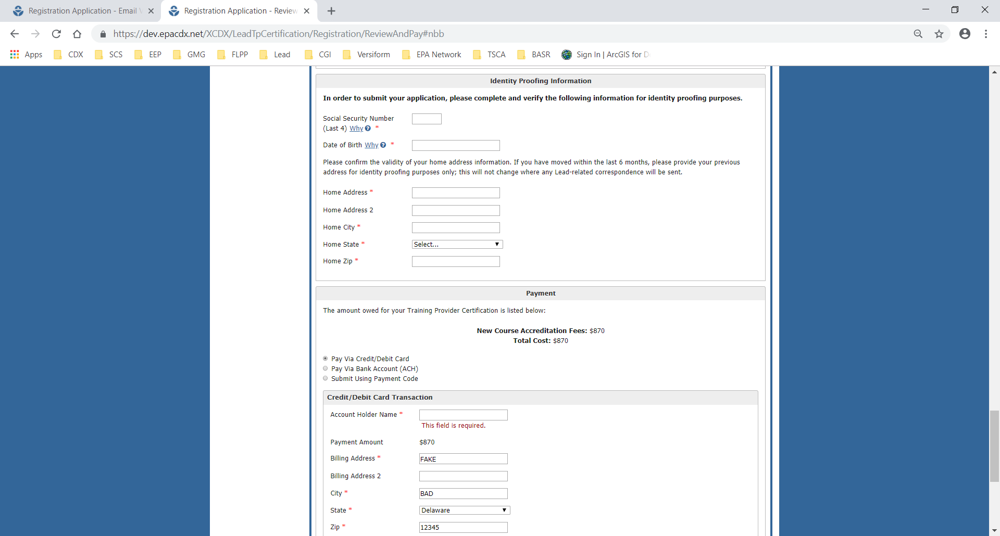 Registration Application - Email
Registration Application - Review
https://dev.epacdx.net/XCDX/LeadTpCertification/Registration/ReviewAndPay#nbb
Apps CDX SCS EEP GMG FLPP Lead CGI Versiform EPA Network TSCA BASR Sign In | ArcGIS for D
Identity Proofing Information
In order to submit your application, please complete and verify the following information for identity proofing purposes.
Social Security Number
(Last 4) Why ? *
Date of Birth Why ? *
Please confirm the validity of your home address information. If you have moved within the last 6 months, please provide your previous
address for identity proofing purposes only; this will not change where any Lead-related correspondence will be sent.
Home Address *
Home Address 2
Home City *
Home State * Select...
Home Zip *
Payment
The amount owed for your Training Provider Certification is listed below:
New Course Accreditation Fees: $870
Total Cost: $870
Pay Via Credit/Debit Card
Pay Via Bank Account (ACH)
Submit Using Payment Code
Credit/Debit Card Transaction
Account Holder Name *
This field is required.
Payment Amount $870
Billing Address * FAKE
Billing Address 2
City * BAD
State * Delaware
Zip * 12345